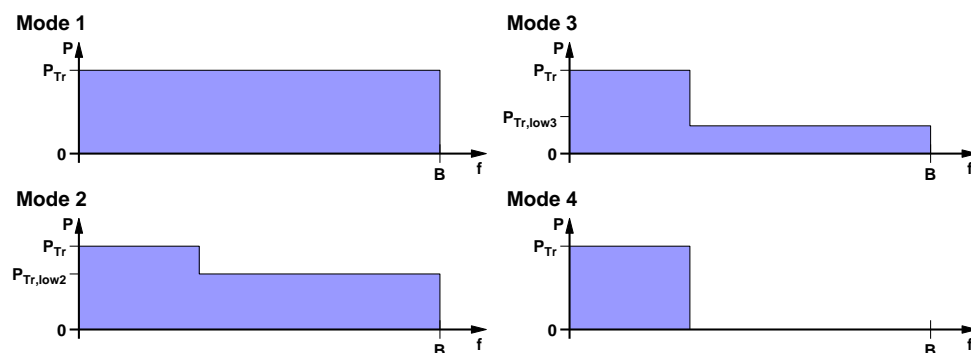 Mode 1
P
P_Tr
0
B
f
Mode 3
P
P_Tr
P_Tr,low3
0
B
f
Mode 2
P
P_Tr
P_Tr,low2
0
B
f
Mode 4
P
P_Tr
0
B
f